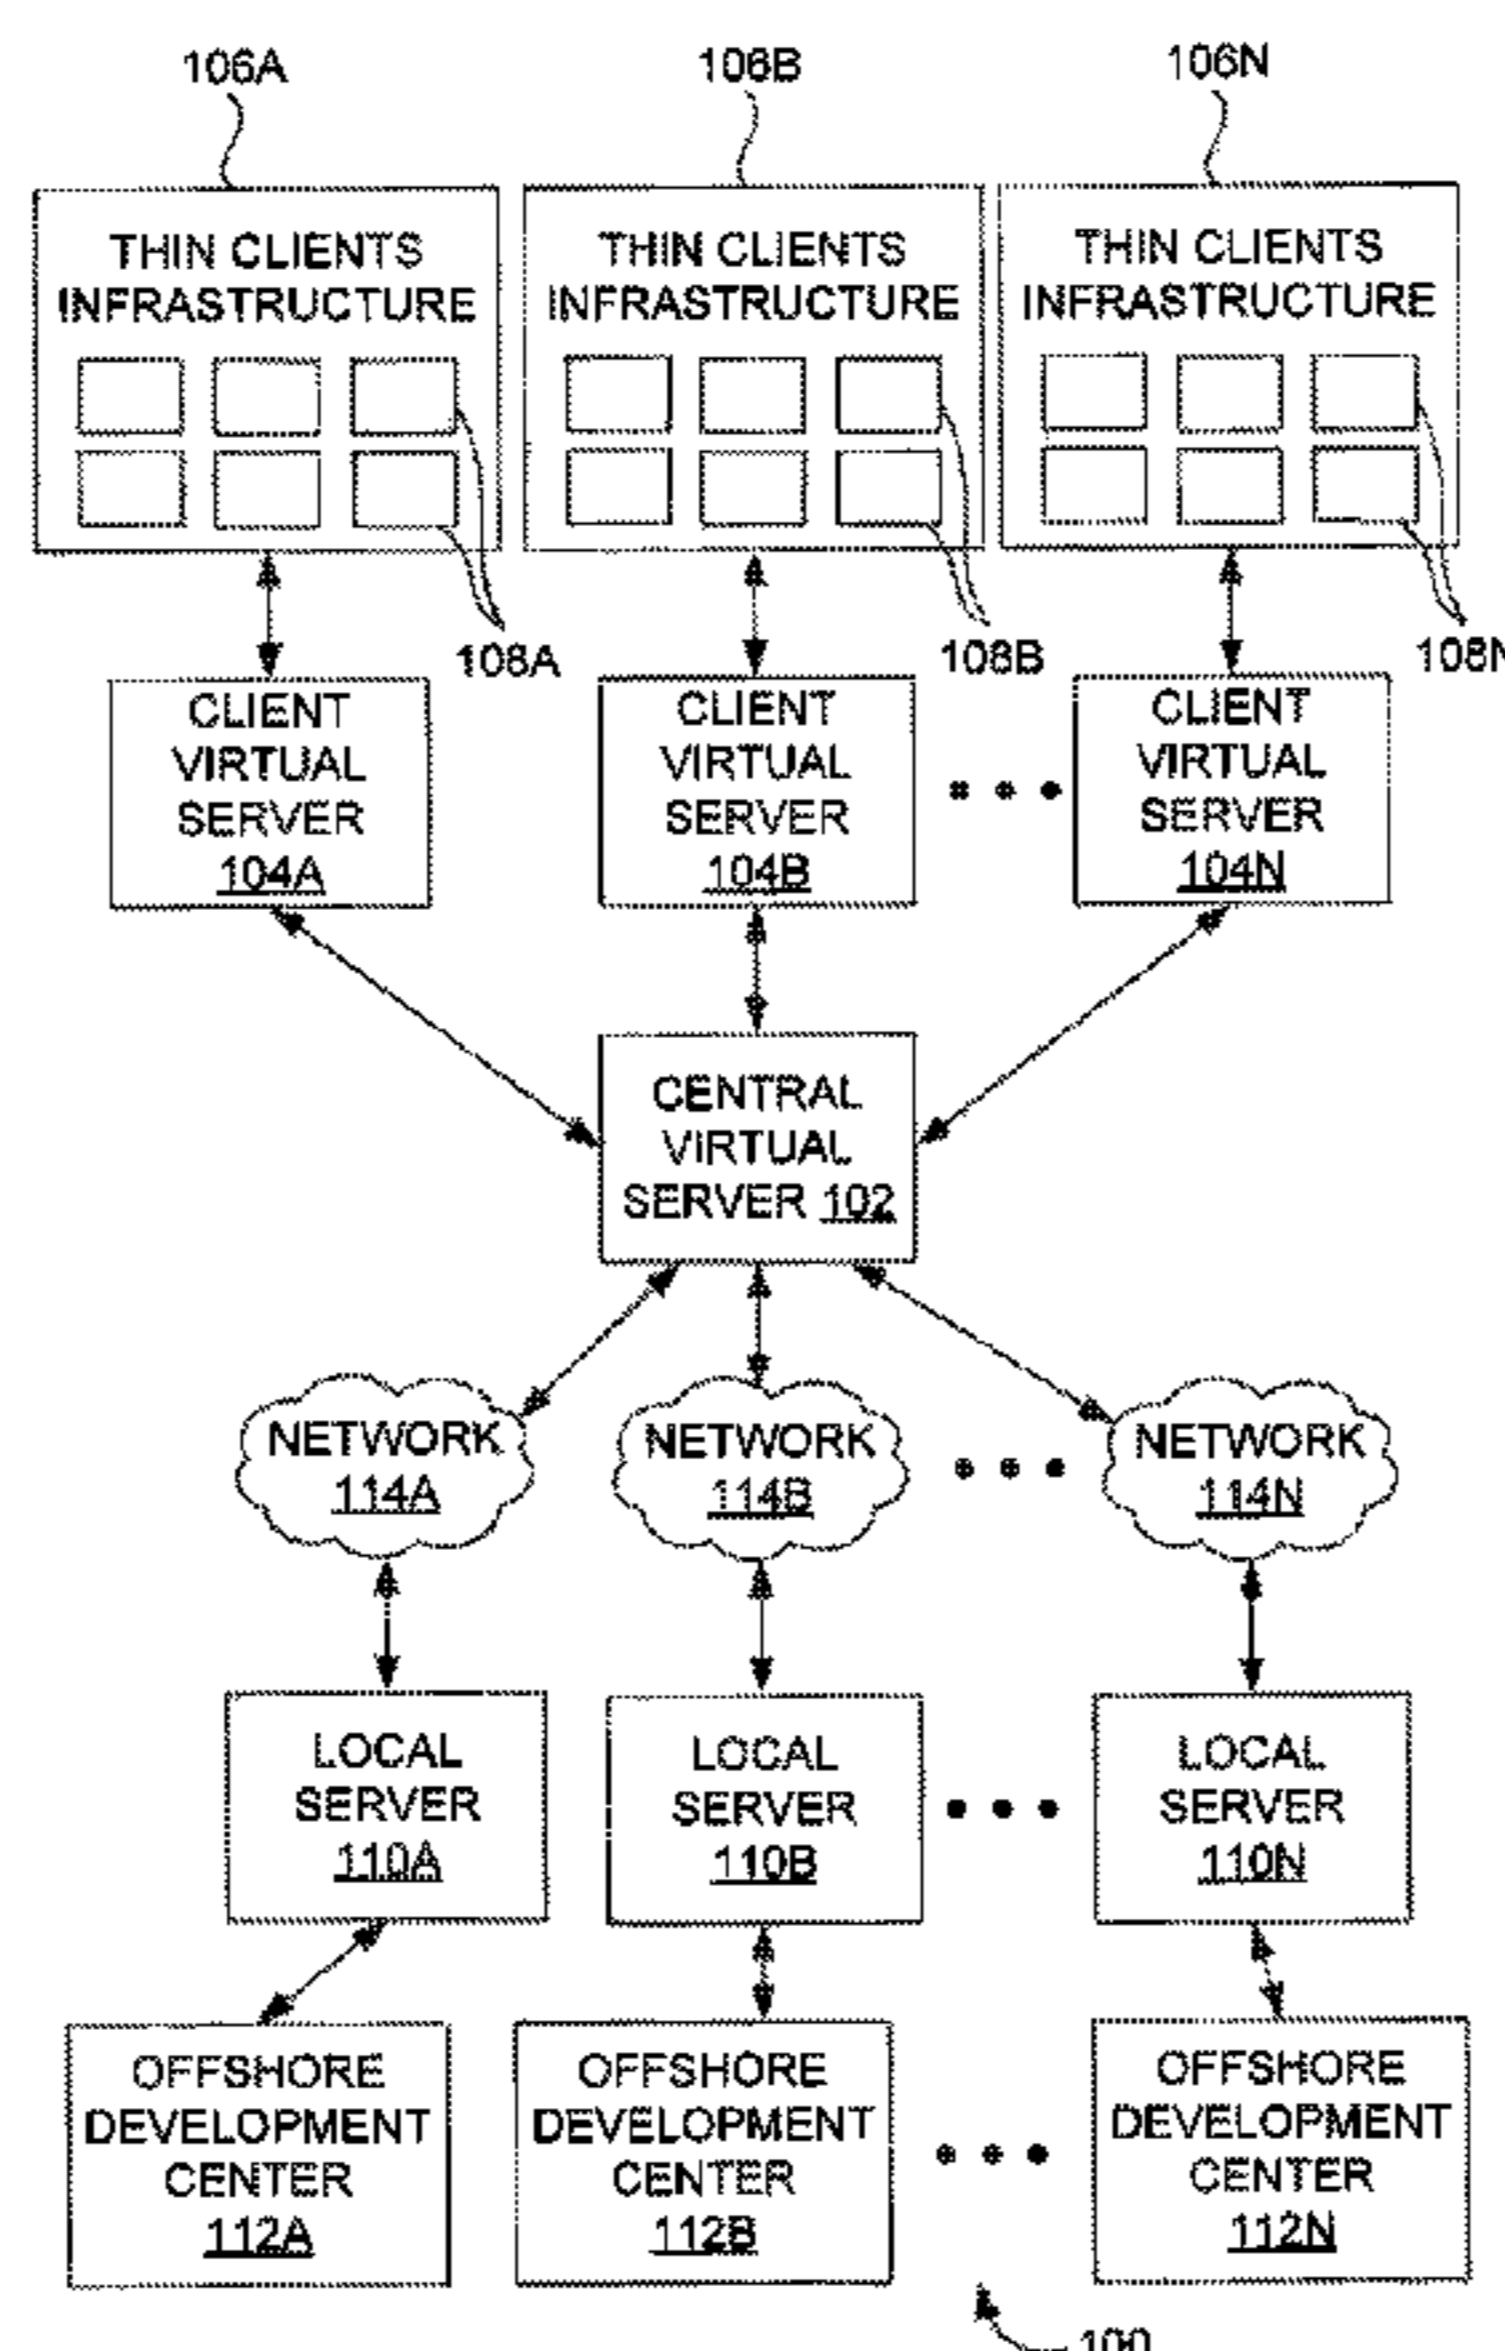 106A 106B 106N
THIN CLIENTS
INFRASTRUCTURE
THIN CLIENTS
INFRASTRUCTURE
THIN CLIENTS
INFRASTRUCTURE
108A 108B 108N
CLIENT
VIRTUAL
SERVER
104A
CLIENT
VIRTUAL
SERVER
104B
CLIENT
VIRTUAL
SERVER
104N
CENTRAL
VIRTUAL
SERVER 102
NETWORK
114A
NETWORK
114B
NETWORK
114N
LOCAL
SERVER
110A
LOCAL
SERVER
110B
LOCAL
SERVER
110N
OFFSHORE
DEVELOPMENT
CENTER
112A
OFFSHORE
DEVELOPMENT
CENTER
112B
OFFSHORE
DEVELOPMENT
CENTER
112N
100